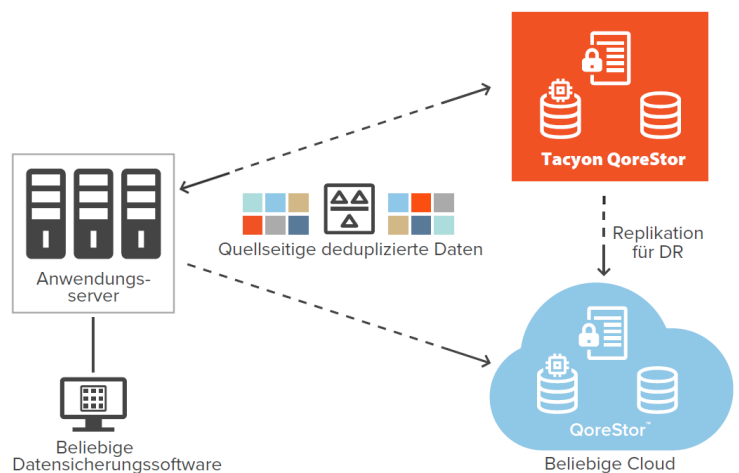 Tacyon QoreStor
Quellseitige deduplizierte Daten
Replikation
für DR
Anwendungs-
server
QoreStor™
Beliebige
Datensicherungssoftware
Beliebige Cloud